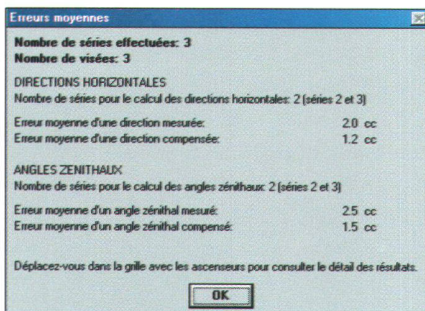 Erreurs moyennes
Nombre de séries effectuées: 3
Nombre de visées: 3
DIRECTIONS HORIZONTALES
Nombre de séries pour le calcul des directions horizontales: 2 (séries 2 et 3)
Erreur moyenne d'une direction mesurée: 2.0 cc
Erreur moyenne d'une direction compensée: 1.2 cc
ANGLES ZENITHAUX
Nombre de séries pour le calcul des angles zénithaux: 2 (séries 2 et 3)
Erreur moyenne d'un angle zénithal mesuré: 2.5 cc
Erreur moyenne d'un angle zénithal compensé: 1.5 cc
Déplacez-vous dans la grille avec les ascenseurs pour consulter le détail des résultats.
OK